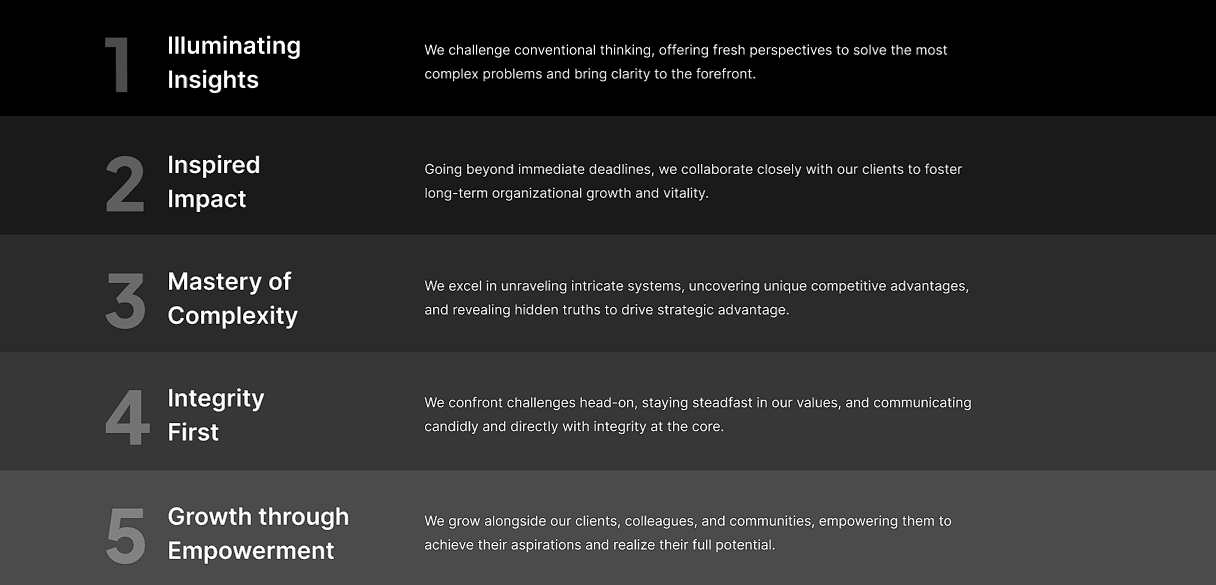 1
Illuminating
Insights
We challenge conventional thinking, offering fresh perspectives to solve the most
complex problems and bring clarity to the forefront.
2
Inspired
Impact
Going beyond immediate deadlines, we collaborate closely with our clients to foster
long-term organizational growth and vitality.
3
Mastery of
Complexity
We excel in unraveling intricate systems, uncovering unique competitive advantages,
and revealing hidden truths to drive strategic advantage.
4
Integrity
First
We confront challenges head-on, staying steadfast in our values, and communicating
candidly and directly with integrity at the core.
5
Growth through
Empowerment
We grow alongside our clients, colleagues, and communities, empowering them to
achieve their aspirations and realize their full potential.